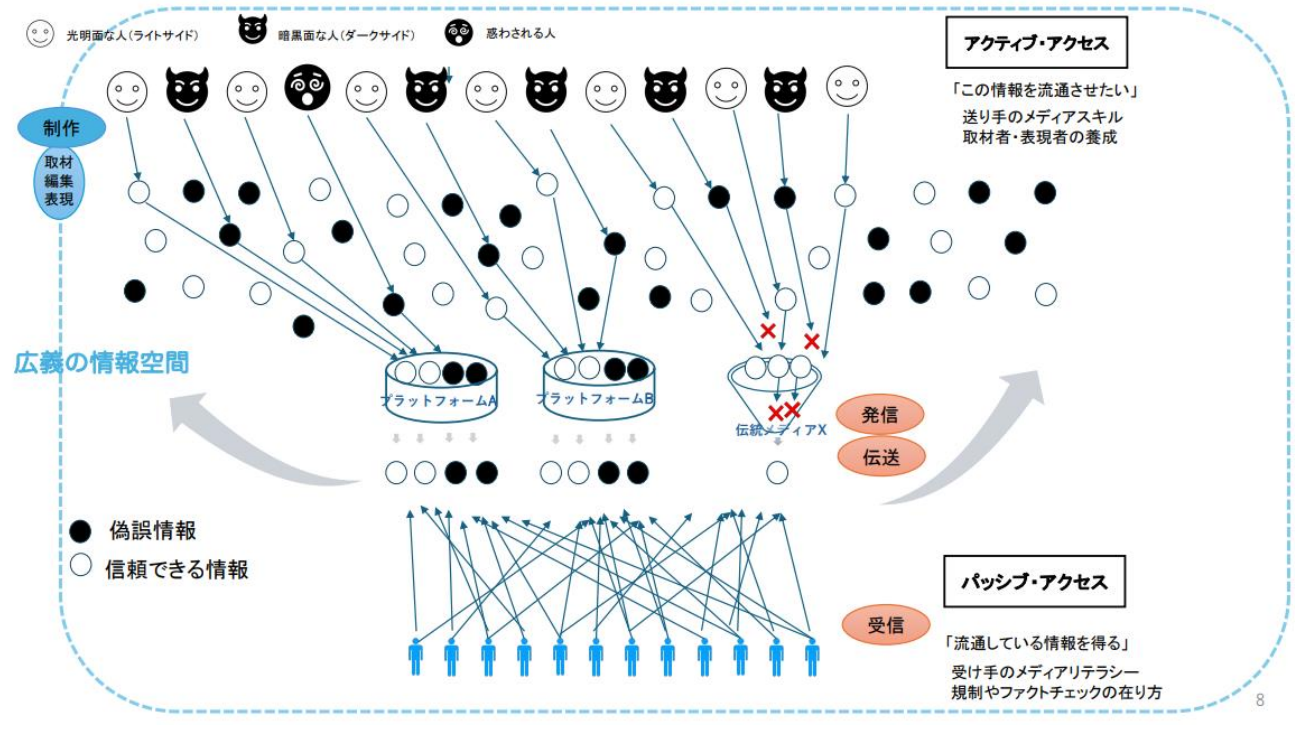 光明面な人(ライトサイド)
暗黒面な人(ダークサイド)
惑わされる人
アクティブ・アクセス
「この情報を流通させたい」
送り手のメディアスキル
取材者・表現者の養成
制作
取材
編集
表現
広義の情報空間
プラットフォームA
プラットフォームB
伝統メディアX
発信
伝送
偽誤情報
信頼できる情報
パッシブ・アクセス
受信
「流通している情報を得る」
受け手のメディアリテラシー
規制やファクトチェックの在り方
8